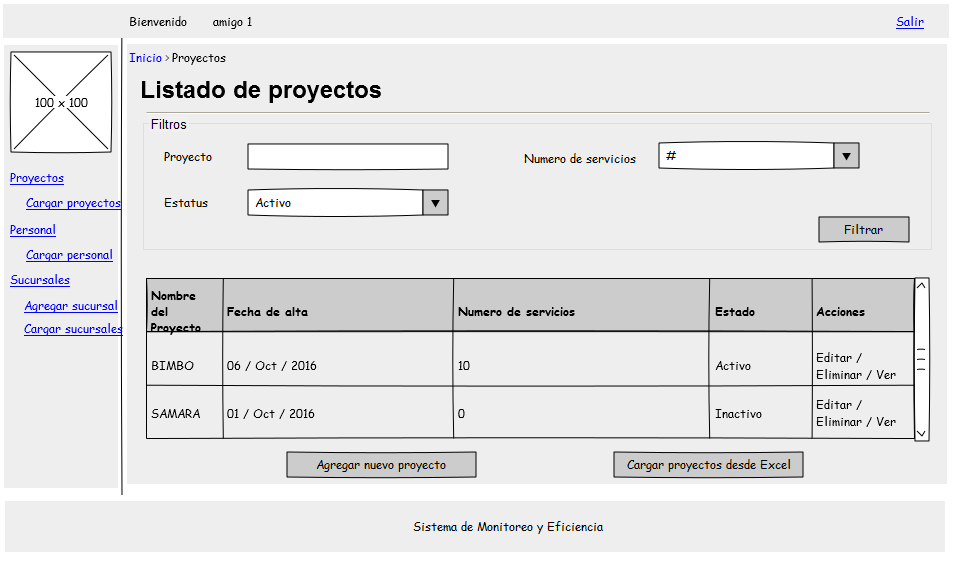 Bienvenido amigo 1 Salir
100 x 100
Proyectos
Cargar proyectos
Personal
Cargar personal
Sucursales
Agregar sucursal
Cargar sucursales
Inicio > Proyectos
Listado de proyectos
Filtros
Proyecto
Numero de servicios #
Estatus Activo
Filtrar
Nombre
del
Proyecto
Fecha de alta
Numero de servicios
Estado
Acciones
BIMBO 06 / Oct / 2016 10 Activo
Editar /
Eliminar / Ver
SAMARA 01 / Oct / 2016 0 Inactivo
Editar /
Eliminar / Ver
Agregar nuevo proyecto Cargar proyectos desde Excel
Sistema de Monitoreo y Eficiencia